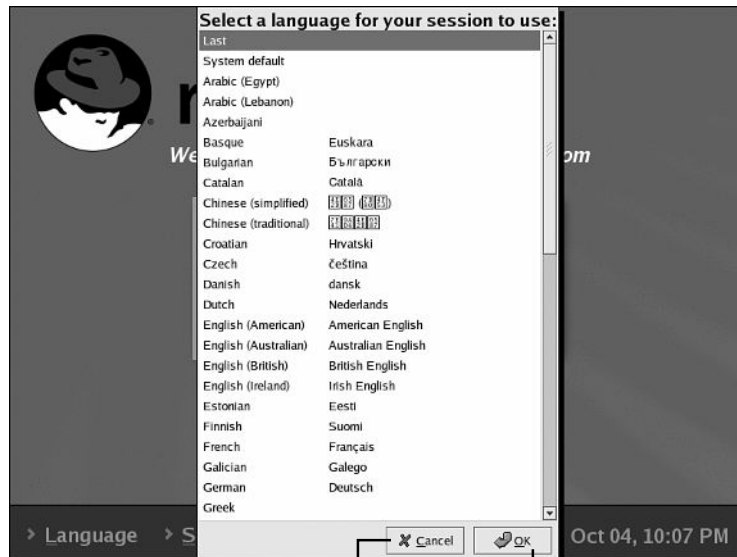 Select a language for your session to use:
Last
System default
Arabic (Egypt)
Arabic (Lebanon)
Azerbaijani
Basque Euskara
Bulgarian Български
Catalan Català
Chinese (simplified)
Chinese (traditional)
Croatian Hrvatski
Czech čeština
Danish dansk
Dutch Nederlands
English (American) American English
English (Australian) Australian English
English (British) British English
English (Ireland) Irish English
Estonian Eesti
Finnish Suomi
French Français
Galician Galego
German Deutsch
Greek
We
om
> Language > S
Cancel OK
Oct 04, 10:07 PM